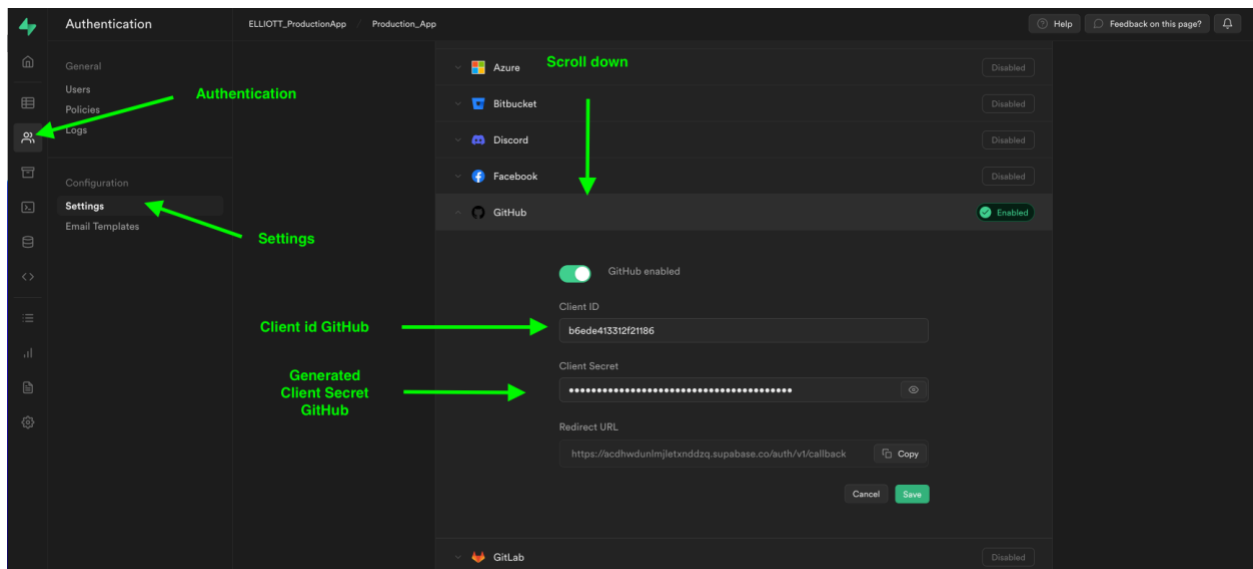 Authentication
ELLIOTT_ProductionApp / Production_App
Help
Feedback on this page?
General
Users
Policies
Logs
Configuration
Settings
Email Templates
Authentication
Settings
Scroll down
Azure
Disabled
Bitbucket
Disabled
Discord
Disabled
Facebook
Disabled
GitHub
Enabled
GitHub enabled
Client ID
b6ede413312f21186
Client id GitHub
Client Secret
Generated
Client Secret
GitHub
Redirect URL
https://acdhwdunlmjletxnddzq.supabase.co/auth/v1/callback
Copy
Cancel
Save
GitLab
Disabled